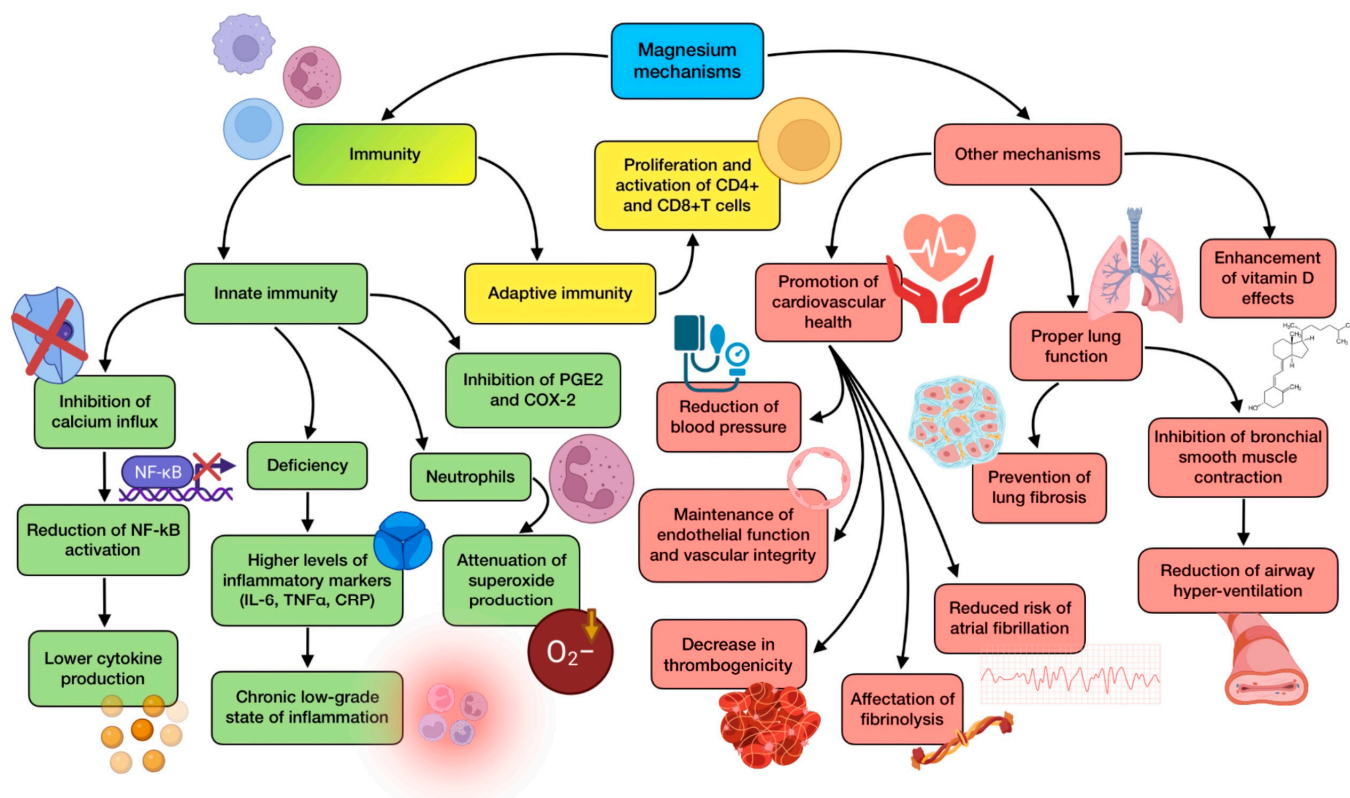 Magnesium
mechanisms
Immunity
Proliferation and
activation of CD4+
and CD8+T cells
Other mechanisms
Innate immunity
Adaptive immunity
Promotion of
cardiovascular
health
Enhancement
of vitamin D
effects
Proper lung
function
Inhibition of
calcium influx
Inhibition of PGE2
and COX-2
Reduction of
blood pressure
H₃C
CH₃
CH₃
H
H
CH₂
HO
NF-κB
Deficiency
Neutrophils
Prevention of
lung fibrosis
Inhibition of bronchial
smooth muscle
contraction
Reduction of NF-kB
activation
Higher levels of
inflammatory markers
(IL-6, TNFα, CRP)
Attenuation of
superoxide
production
Maintenance of
endothelial function
and vascular integrity
Reduction of airway
hyper-ventilation
Reduced risk of
atrial fibrillation
Lower cytokine
production
O₂−
Decrease in
thrombogenicity
Chronic low-grade
state of inflammation
Affectation of
fibrinolysis